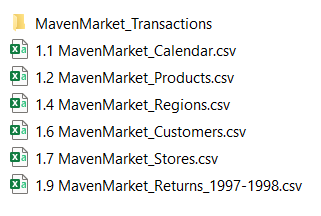 MavenMarket_Transactions
1.1 MavenMarket_Calendar.csv
1.2 MavenMarket_Products.csv
1.4 MavenMarket_Regions.csv
1.6 MavenMarket_Customers.csv
1.7 MavenMarket_Stores.csv
1.9 MavenMarket_Returns_1997-1998.csv